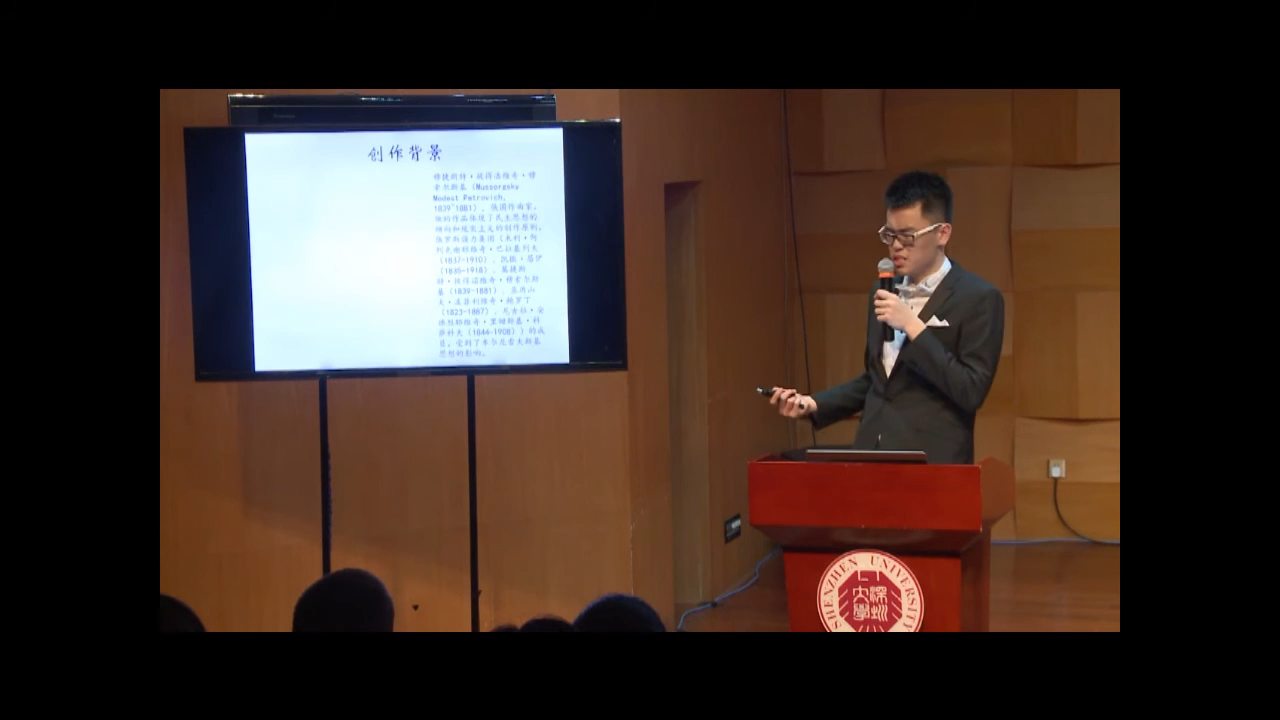 创作背景
穆捷斯特·彼得洛维奇·穆
索尔斯基（Mussorgsky
Modest Petrovich,
1839~1881），俄国作曲家。
他的作品体现了民主思想的
倾向和现实主义的创作原则。
俄罗斯强力集团（米利·阿
列克谢耶维奇·巴拉基列夫
（1837-1910）、凯撒·居伊
（1835-1918）、莫捷斯
特·彼得洛维奇·穆索尔斯
基（1839-1881）、亚历山
大·波菲利维奇·鲍罗丁
（1823-1887）、尼古拉·安
德烈耶维奇·里姆斯基·科
萨科夫（1844-1908））的成
员，受到了车尔尼雪夫斯基
思想的影响。
SHENZHEN UNIVERSITY
深圳
大學